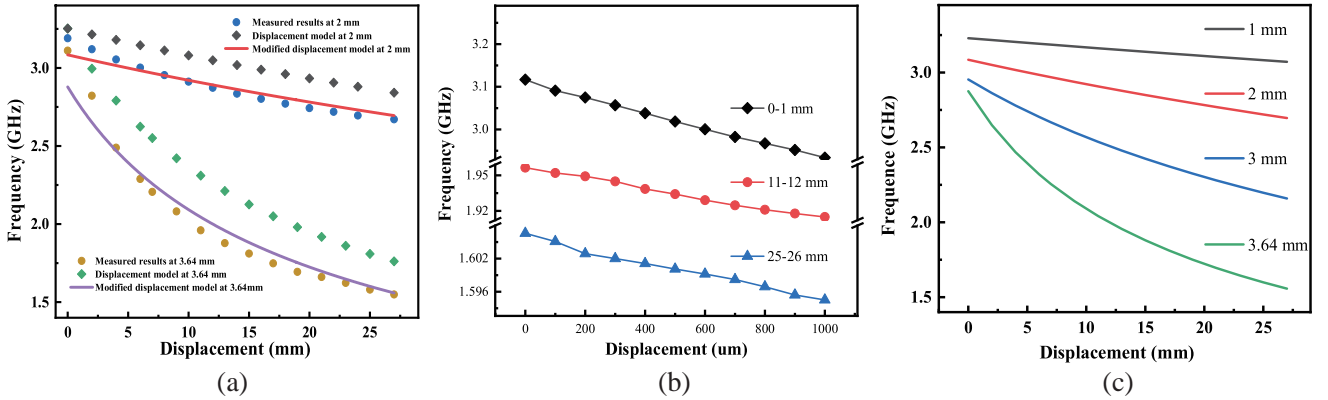 Measured results at 2 mm
Displacement model at 2 mm
Modified displacement model at 2 mm
3.0
2.5
2.0
1.5
Frequency (GHz)
Measured results at 3.64 mm
Displacement model at 3.64 mm
Modified displacement model at 3.64mm
0 5 10 15 20 25
Displacement (mm)
(a)
3.2
3.1
3.0
1.95
1.92
1.602
1.596
Frequency (GHz)
0-1 mm
11-12 mm
25-26 mm
0 200 400 600 800 1000
Displacement (um)
(b)
3.0
2.5
2.0
1.5
Frequence (GHz)
1 mm
2 mm
3 mm
3.64 mm
0 5 10 15 20 25
Displacement (mm)
(c)